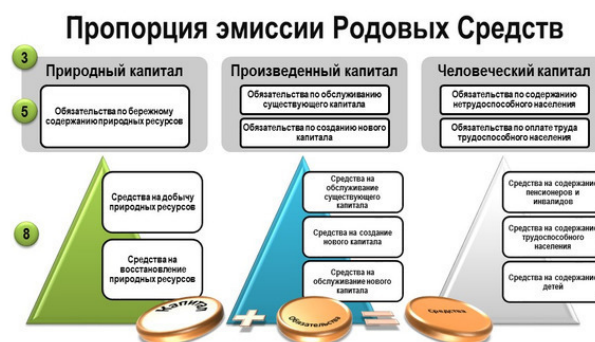 Пропорция эмиссии Родовых Средств
3
Природный капитал
Произведенный капитал
Человеческий капитал
5
Обязательства по бережному
содержанию природных ресурсов
Обязательства по обслуживанию
существующего капитала
Обязательства по созданию нового
капитала
Обязательства по содержанию
нетрудоспособного населения
Обязательства по оплате труда
трудоспособного населения
8
Средства на добычу
природных ресурсов
Средства на
восстановление
природных ресурсов
Средства на
обслуживание
существующего
капитала
Средства на создание
нового капитала
Средства на
обслуживание нового
капитала
Средства на содержание
пенсионеров и
инвалидов
Средства на содержание
трудоспособного
населения
Средства на содержание
детей
Капитал
+
Обязательства
=
Средства